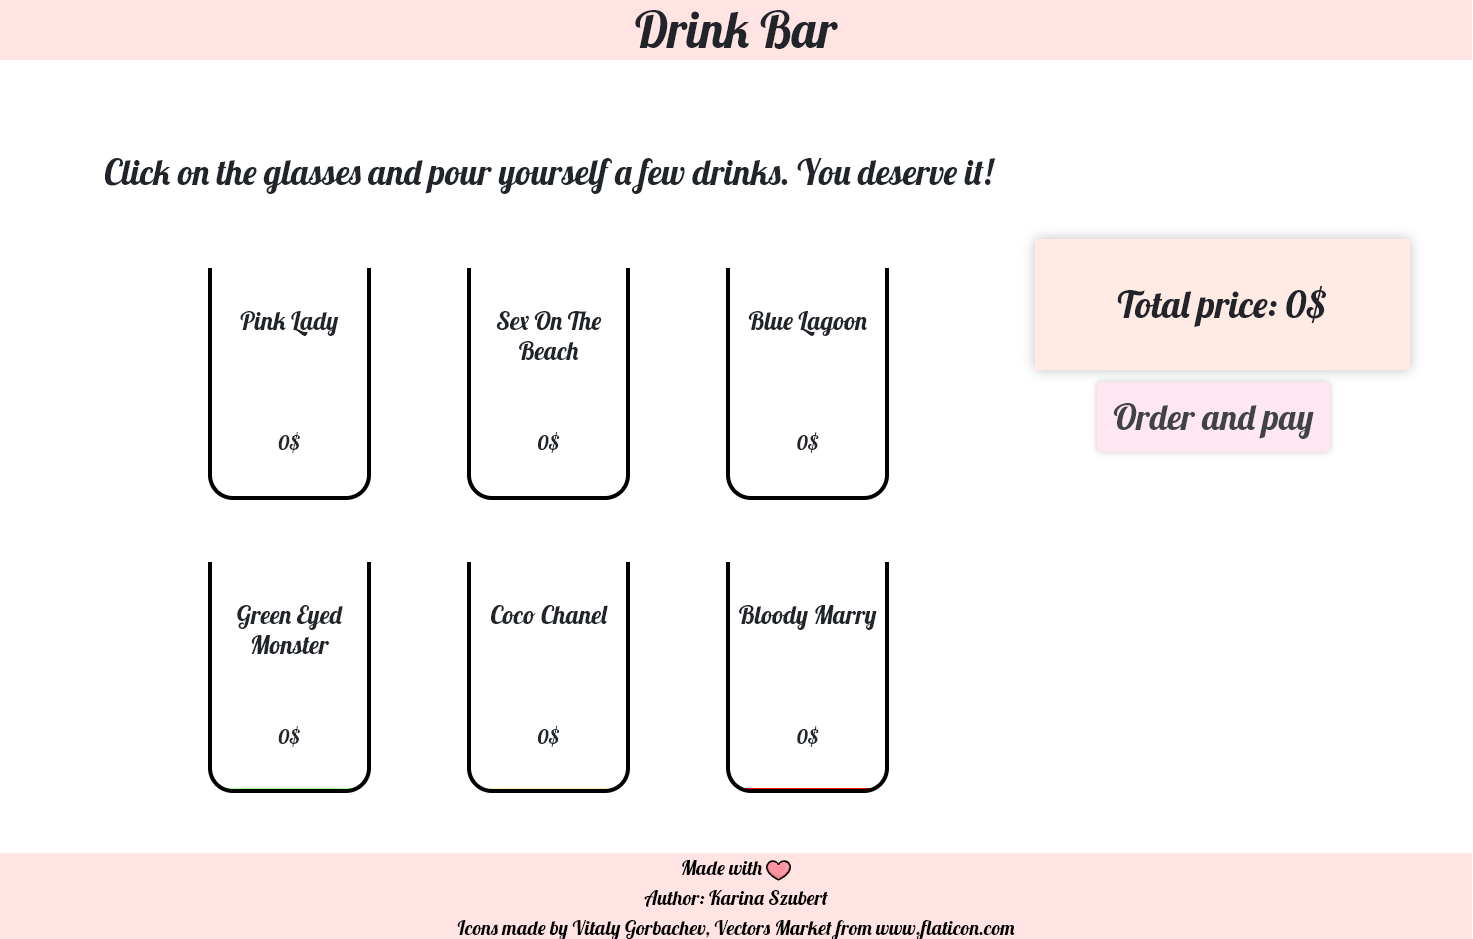 Drink Bar
Click on the glasses and pour yourself a few drinks. You deserve it!
Pink Lady
0$
Sex On The
Beach
0$
Blue Lagoon
0$
Total price: 0$
Order and pay
Green Eyed
Monster
0$
Coco Chanel
0$
Bloody Marry
0$
Made with
Author: Karina Szubert
Icons made by Vitaly Gorbachev, Vectors Market from www.flaticon.com